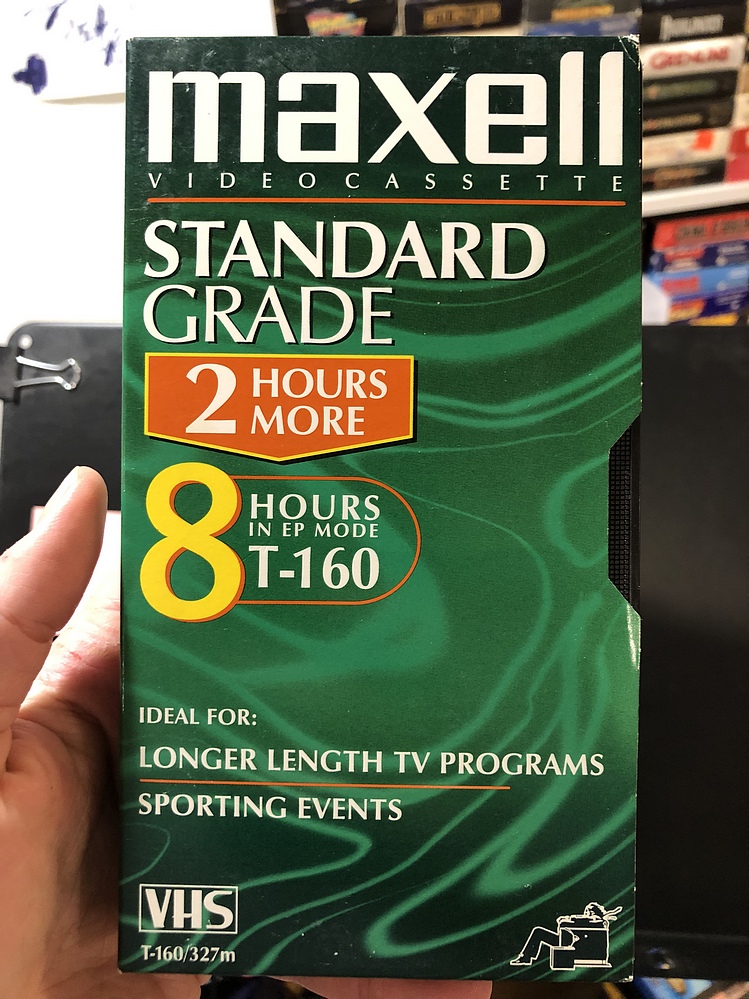 maxell
VIDEOCASSETTE
STANDARD
GRADE
2 HOURS
MORE
8 HOURS
IN EP MODE
T-160
IDEAL FOR:
LONGER LENGTH TV PROGRAMS
SPORTING EVENTS
VHS
T-160/327m
GREMLINS